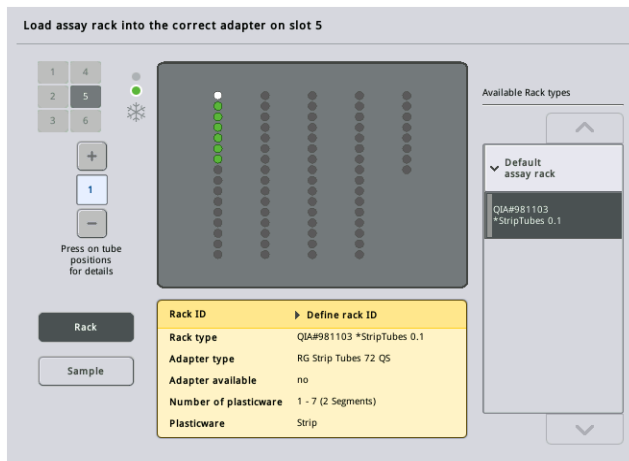 Load assay rack into the correct adapter on slot 5
1 4
2 5
3 6
+
1
−
Press on tube
positions
for details
Rack
Sample
Rack ID Define rack ID
Rack type QIA#981103 *StripTubes 0.1
Adapter type RG Strip Tubes 72 QS
Adapter available no
Number of plasticware 1 - 7 (2 Segments)
Plasticware Strip
Available Rack types
Default
assay rack
QIA#981103
*StripTubes 0.1